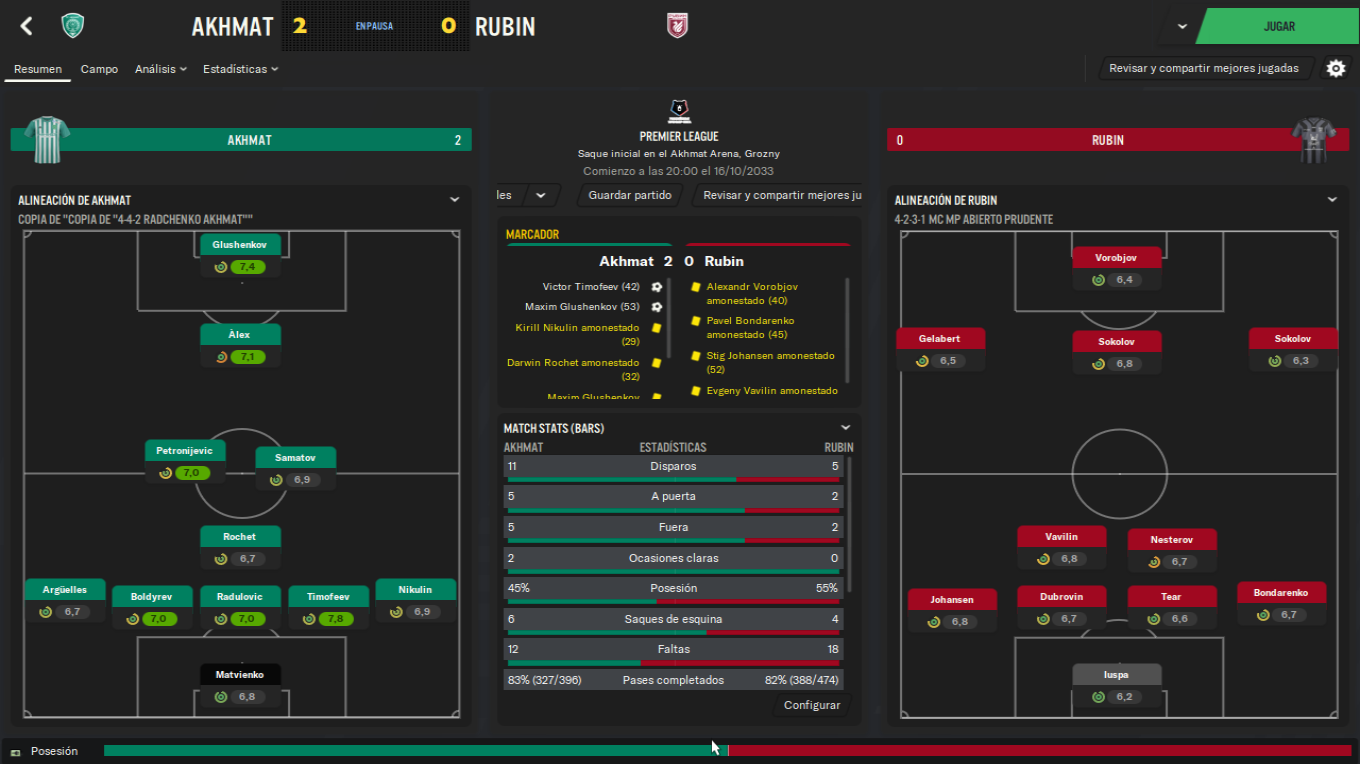 AKHMAT 2 EN PAUSA 0 RUBIN
JUGAR
Resumen Campo Análisis Estadísticas
Revisar y compartir mejores jugadas
AKHMAT 2
PREMIER LEAGUE
Saque inicial en el Akhmat Arena, Grozny
Comienzo a las 20:00 el 16/10/2033
les Guardar partido Revisar y compartir mejores ju
0 RUBIN
ALINEACIÓN DE AKHMAT
COPIA DE "COPIA DE "4-4-2 RADCHENKO AKHMAT""
Glushenkov
7,4
Àlex
7,1
Petronijevic
7,0
Samatov
6,9
Rochet
6,7
Argüelles
6,7
Boldyrev
7,0
Radulovic
7,0
Timofeev
7,8
Nikulin
6,9
Matvienko
6,8
MARCADOR
Akhmat 2 0 Rubin
Victor Timofeev (42)
Maxim Glushenkov (53)
Kirill Nikulin amonestado
(29)
Darwin Rochet amonestado
(32)
Maxim Glushenkov
Alexandr Vorobjov
amonestado (40)
Pavel Bondarenko
amonestado (45)
Stig Johansen amonestado
(52)
Evgeny Vavilin amonestado
MATCH STATS (BARS)
AKHMAT ESTADÍSTICAS RUBIN
11 Disparos 5
5 A puerta 2
5 Fuera 2
2 Ocasiones claras 0
45% Posesión 55%
6 Saques de esquina 4
12 Faltas 18
83% (327/396) Pases completados 82% (388/474)
Configurar
ALINEACIÓN DE RUBIN
4-2-3-1 MC MP ABIERTO PRUDENTE
Vorobjov
6,4
Gelabert
6,5
Sokolov
6,8
Sokolov
6,3
Vavilin
6,8
Nesterov
6,7
Johansen
6,8
Dubrovin
6,7
Tear
6,6
Bondarenko
6,7
Iuspa
6,2
Posesión